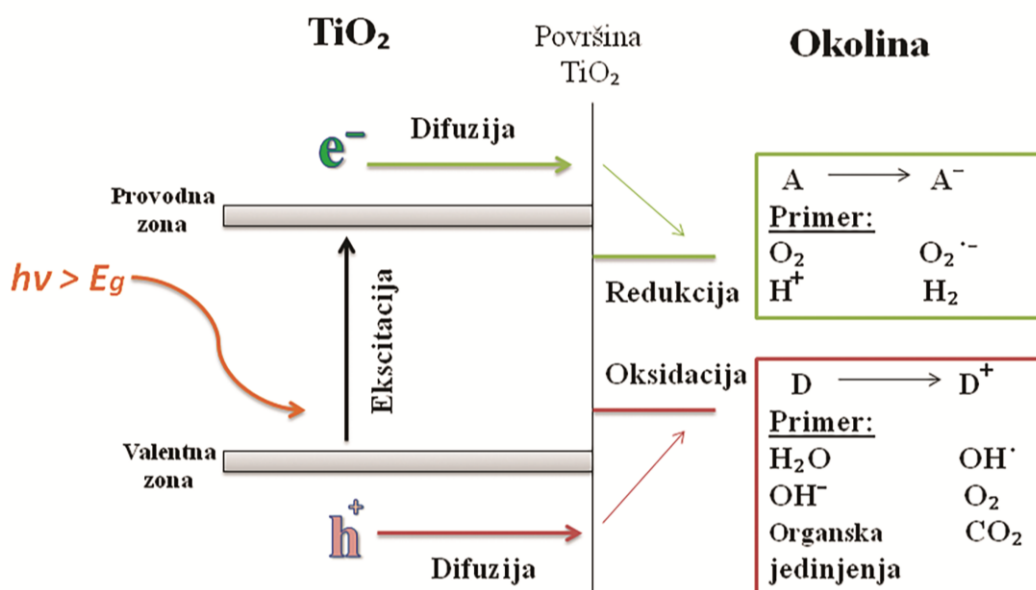 TiO₂
Površina
TiO₂
Okolina
e⁻
Difuzija
Provodna
zona
hν > Eg
Ekscitacija
Valentna
zona
h⁺
Difuzija
Redukcija
Oksidacija
A → A⁻
Primer:
O₂ O₂˙⁻
H⁺ H₂
D → D⁺
Primer:
H₂O OH˙
OH⁻ O₂
Organska CO₂
jedinjenja